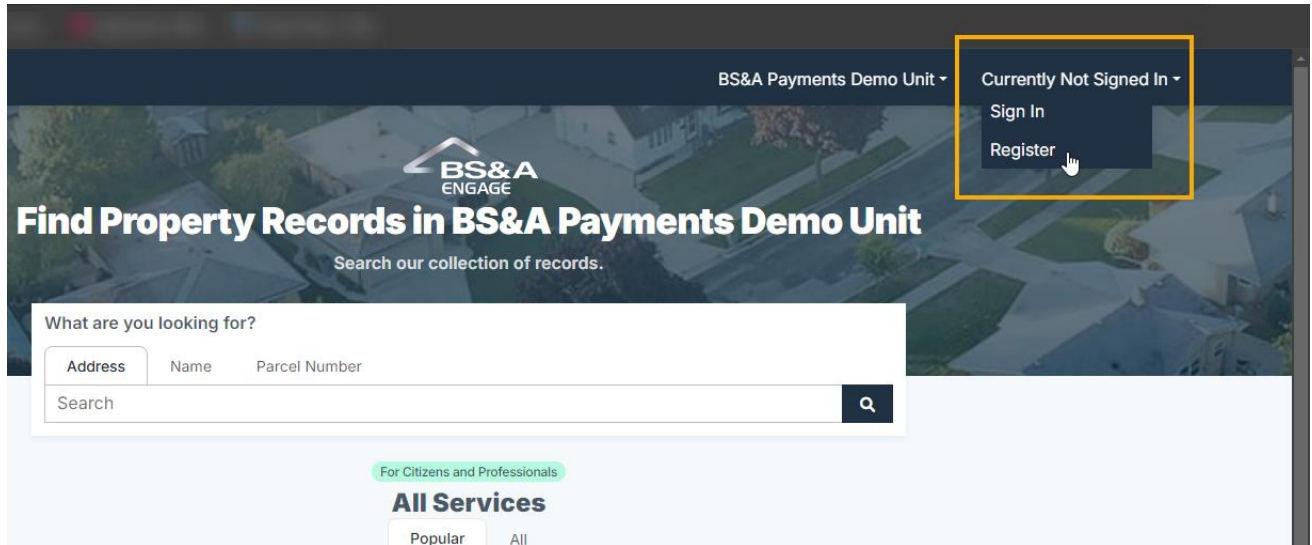 BS&A Payments Demo Unit
Currently Not Signed In
Sign In
Register
BS&A
ENGAGE
Find Property Records in BS&A Payments Demo Unit
Search our collection of records.
What are you looking for?
Address Name Parcel Number
Search
For Citizens and Professionals
All Services
Popular All